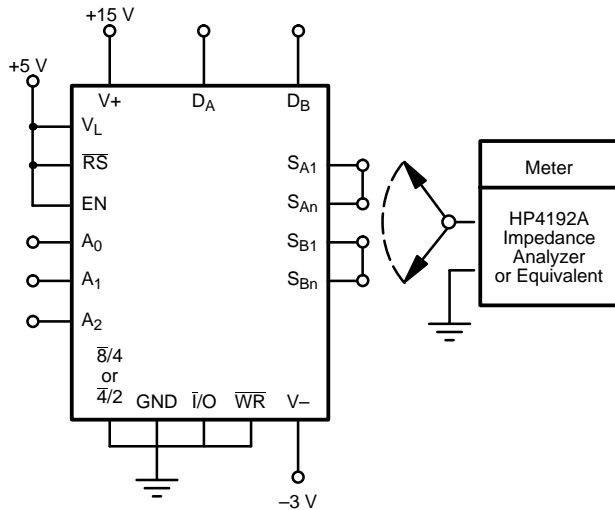 +15 V
+5 V
V+
DA
DB
VL
RS
EN
A0
A1
A2
SA1
SAn
SB1
SBn
8/4
or
4/2
GND
I/O
WR
V–
–3 V
Meter
HP4192A
Impedance
Analyzer
or Equivalent